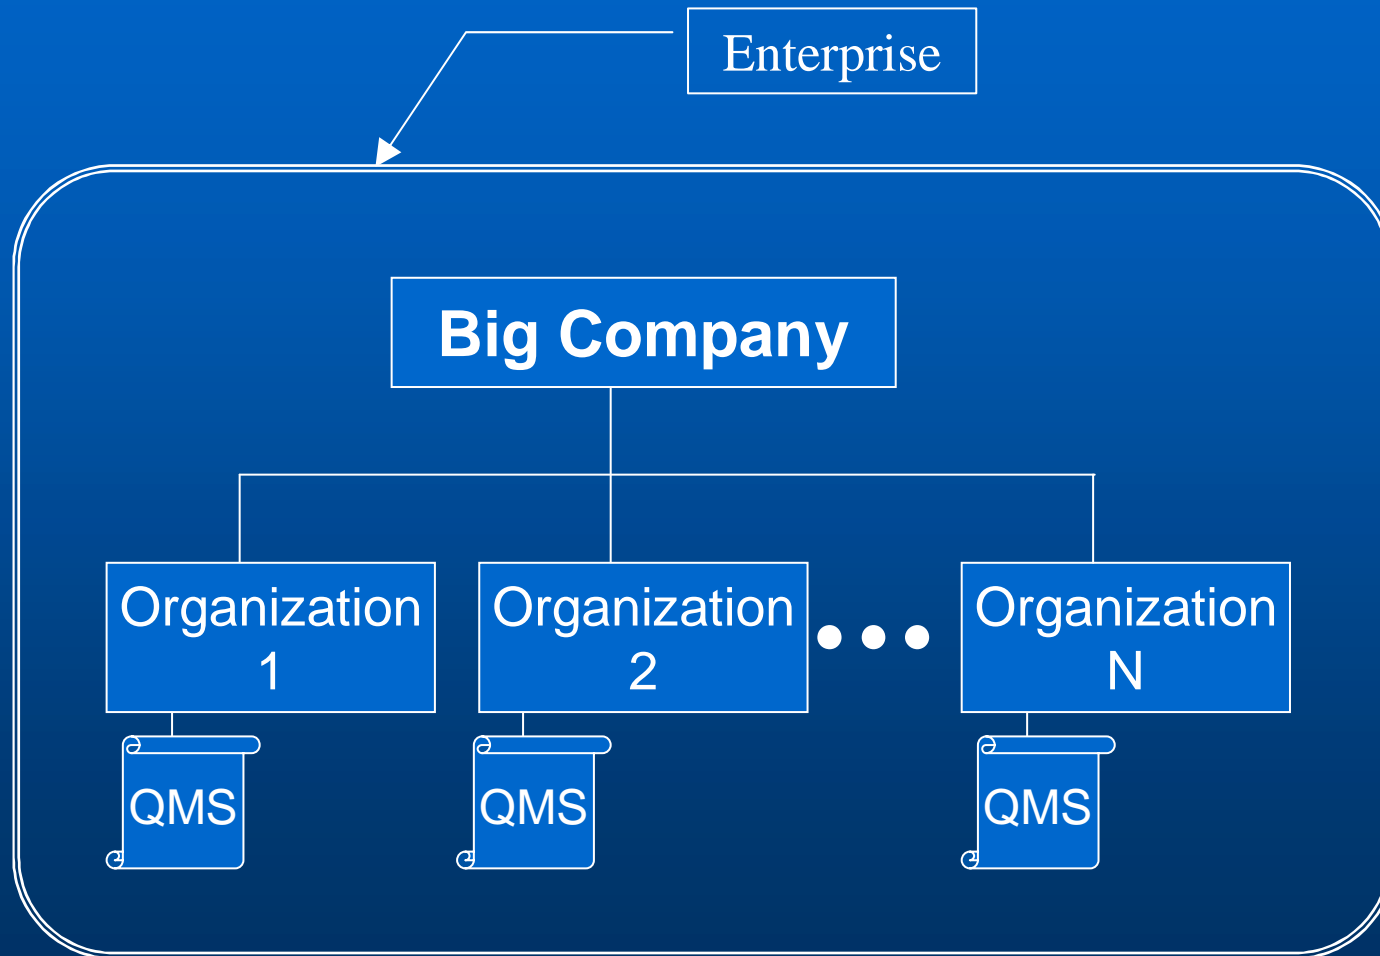 Enterprise
Big Company
Organization
1
Organization
2
Organization
N
QMS
QMS
QMS